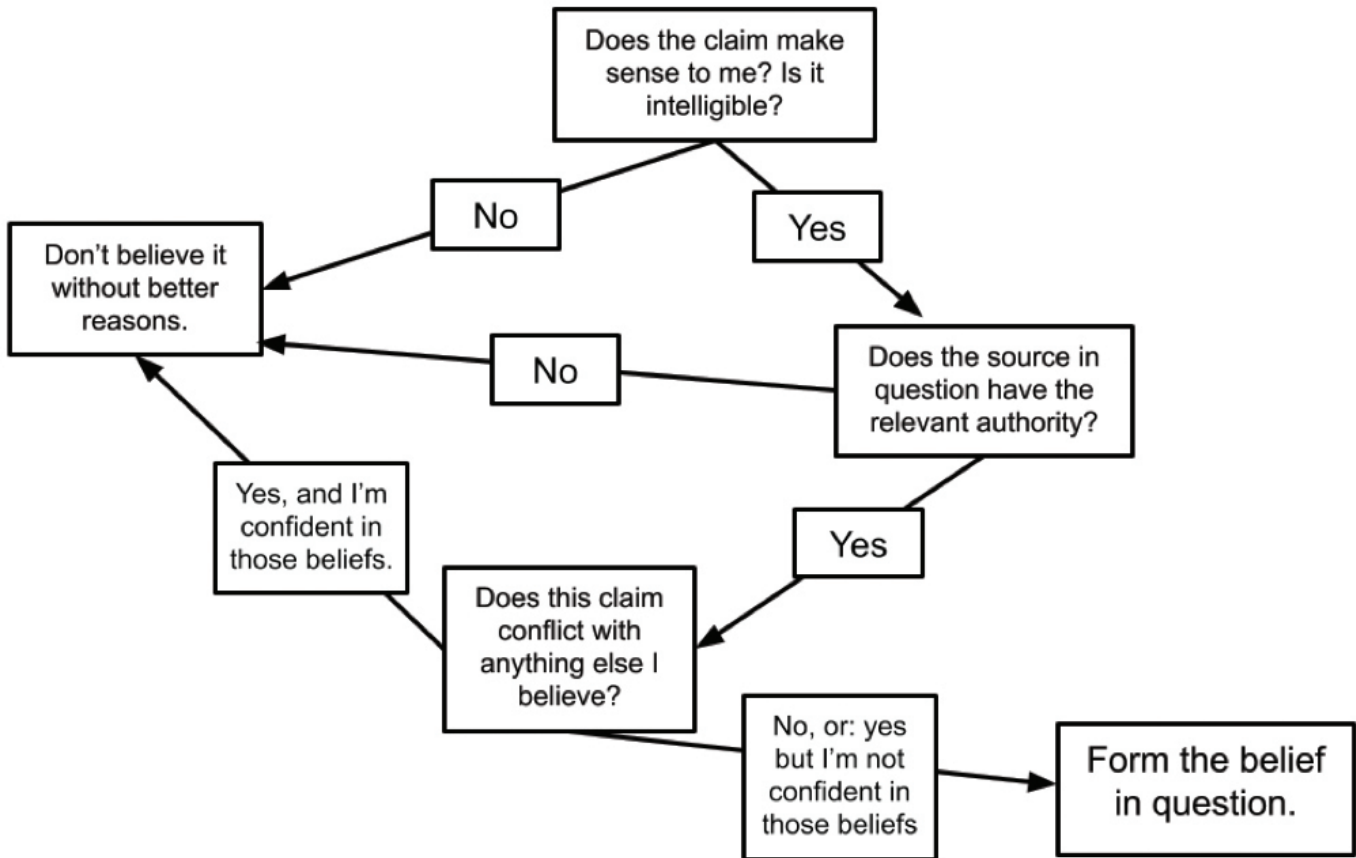 Does the claim make
sense to me? Is it
intelligible?
No
Yes
Don't believe it
without better
reasons.
No
Does the source in
question have the
relevant authority?
Yes, and I'm
confident in
those beliefs.
Yes
Does this claim
conflict with
anything else I
believe?
No, or: yes
but I'm not
confident in
those beliefs
Form the belief
in question.